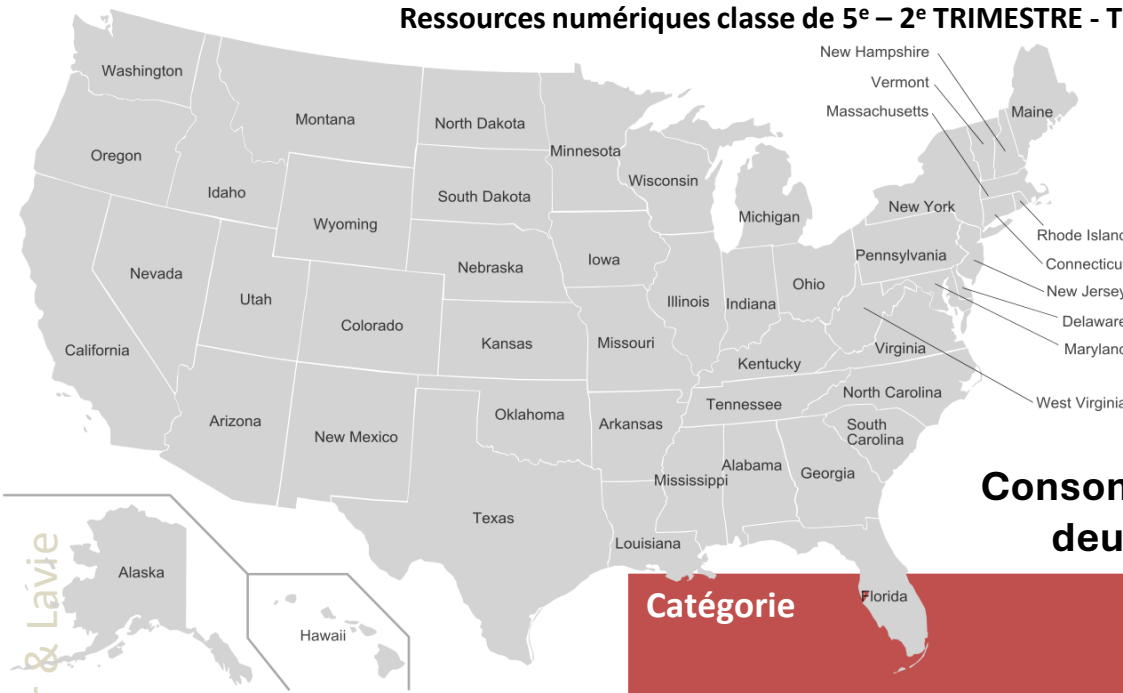 Ressources numériques classe de 5e – 2e TRIMESTRE - T
New Hampshire
Vermont
Massachusetts
Washington
Maine
Montana
North Dakota
Oregon
Minnesota
Wisconsin
Idaho
South Dakota
New York
Michigan
Wyoming
Rhode Island
Pennsylvania
Connecticu
Iowa
Nebraska
Nevada
Ohio
New Jersey
Utah
Illinois
Indiana
Delaware
Colorado
Kansas
Missouri
Virginia
Maryland
California
Kentucky
North Carolina
West Virginia
Tennessee
Oklahoma
Arizona
Arkansas
South
Carolina
New Mexico
Alabama
Georgia
Mississippi
Conson
Texas
deu
Louisiana
Alaska
Florida
Catégorie
Hawaii
& Lavie